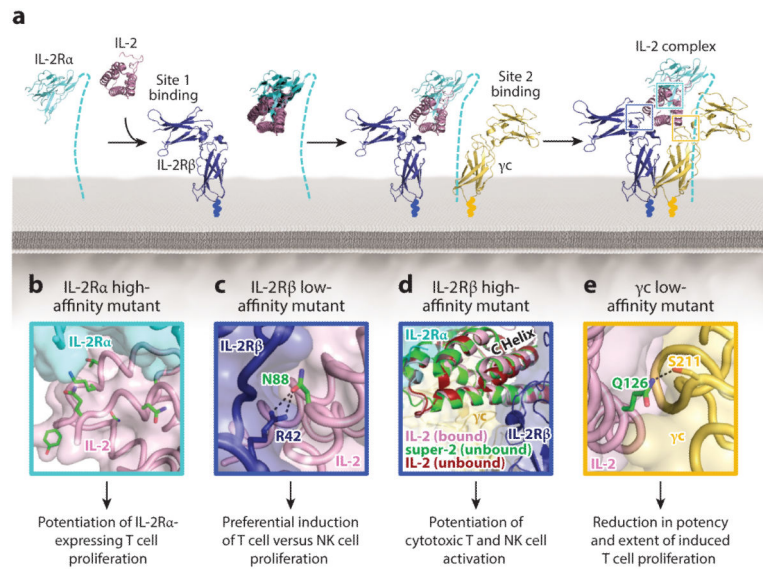 a
IL-2Rα
IL-2
Site 1
binding
IL-2Rβ
Site 2
binding
γc
IL-2 complex
b IL-2Rα high-
affinity mutant
IL-2Rα
IL-2
Potentiation of IL-2Rα-
expressing T cell
proliferation
c IL-2Rβ low-
affinity mutant
IL-2Rβ
N88
R42
IL-2
Preferential induction
of T cell versus NK cell
proliferation
d IL-2Rβ high-
affinity mutant
IL-2Rα
C Helix
γc
IL-2Rβ
IL-2 (bound)
super-2 (unbound)
IL-2 (unbound)
Potentiation of
cytotoxic T and NK cell
activation
e γc low-
affinity mutant
S211
Q126
IL-2
γc
Reduction in potency
and extent of induced
T cell proliferation